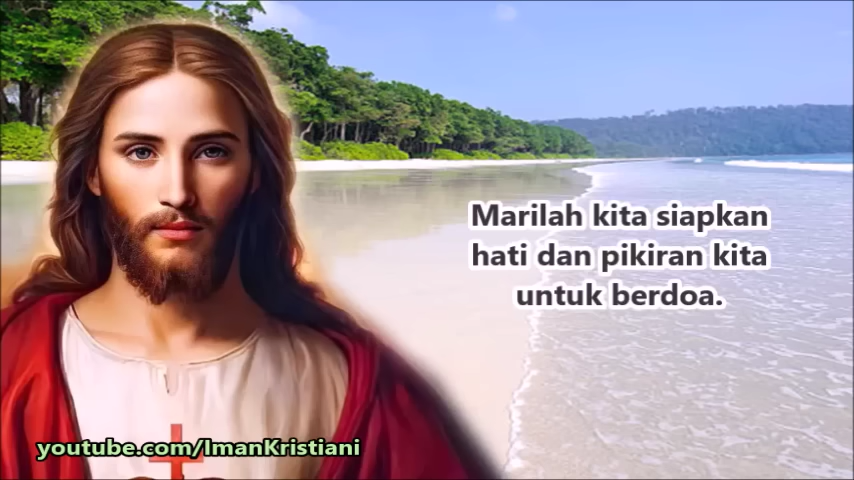 Marilah kita siapkan
hati dan pikiran kita
untuk berdoa.
youtube.com/ImanKristiani